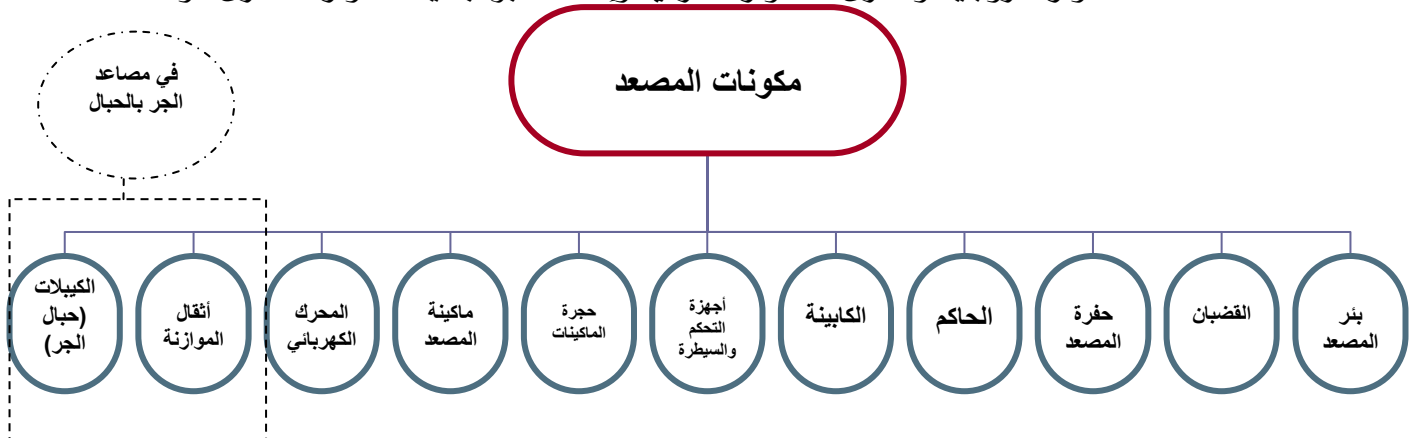 مكونات المصعد
في مصاعد
الجر بالحبال
بئر
المصعد
القضبان
حفرة
المصعد
الحاكم
الكابينة
أجهزة
التحكم
والسيطرة
حجرة
الماكينات
ماكينة
المصعد
المحرك
الكهربائي
أثقال
الموازنة
الكيبلات
(حبال
الجر)